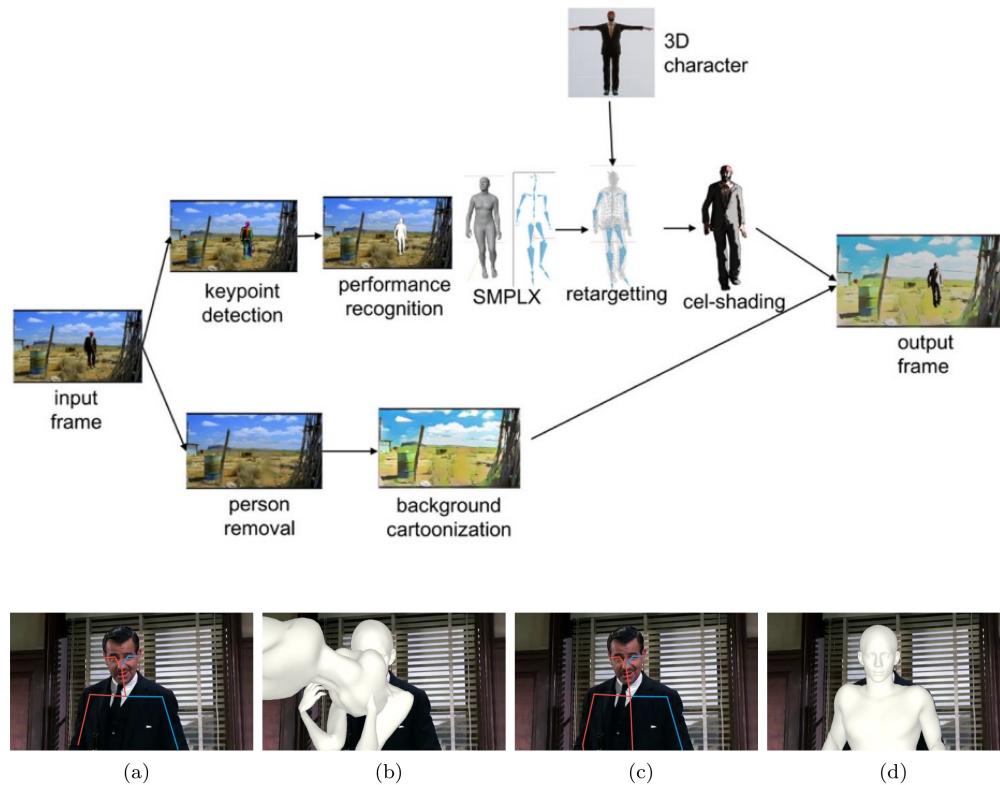 3D
character
keypoint
detection
performance
recognition
SMPLX
retargetting
cel-shading
output
frame
input
frame
person
removal
background
cartoonization
(a)
(b)
(c)
(d)